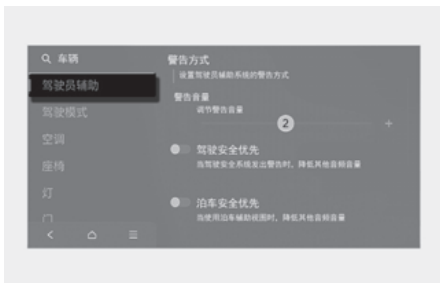 车辆
驾驶员辅助
驾驶模式
空调
座椅
灯
门
警告方式
设置驾驶员辅助系统的警告方式
警告音量
调节警告音量
2
驾驶安全优先
当驾驶安全系统发出警告时，降低其他音频音量
泊车安全优先
当使用泊车辅助视图时，降低其他音频音量